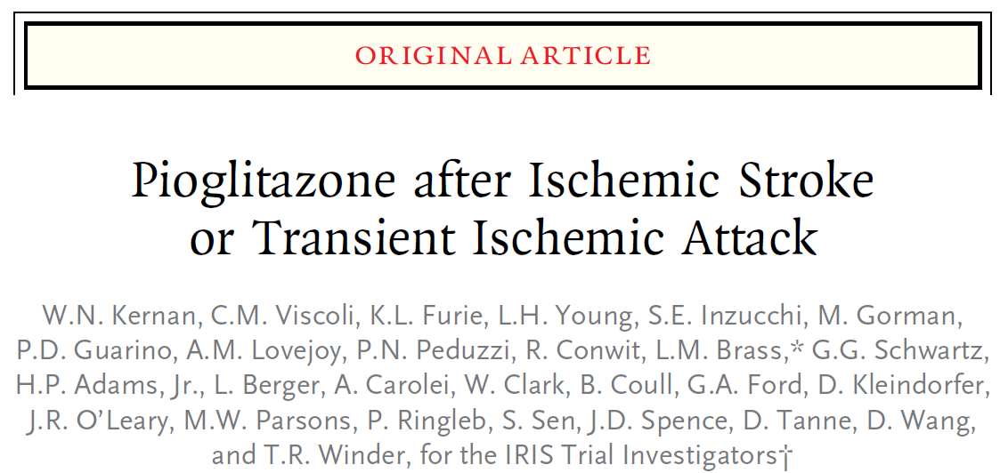 ORIGINAL ARTICLE
Pioglitazone after Ischemic Stroke
or Transient Ischemic Attack
W.N. Kernan, C.M. Viscoli, K.L. Furie, L.H. Young, S.E. Inzucchi, M. Gorman,
P.D. Guarino, A.M. Lovejoy, P.N. Peduzzi, R. Conwit, L.M. Brass,* G.G. Schwartz,
H.P. Adams, Jr., L. Berger, A. Carolei, W. Clark, B. Coull, G.A. Ford, D. Kleindorfer,
J.R. O’Leary, M.W. Parsons, P. Ringleb, S. Sen, J.D. Spence, D. Tanne, D. Wang,
and T.R. Winder, for the IRIS Trial Investigators†